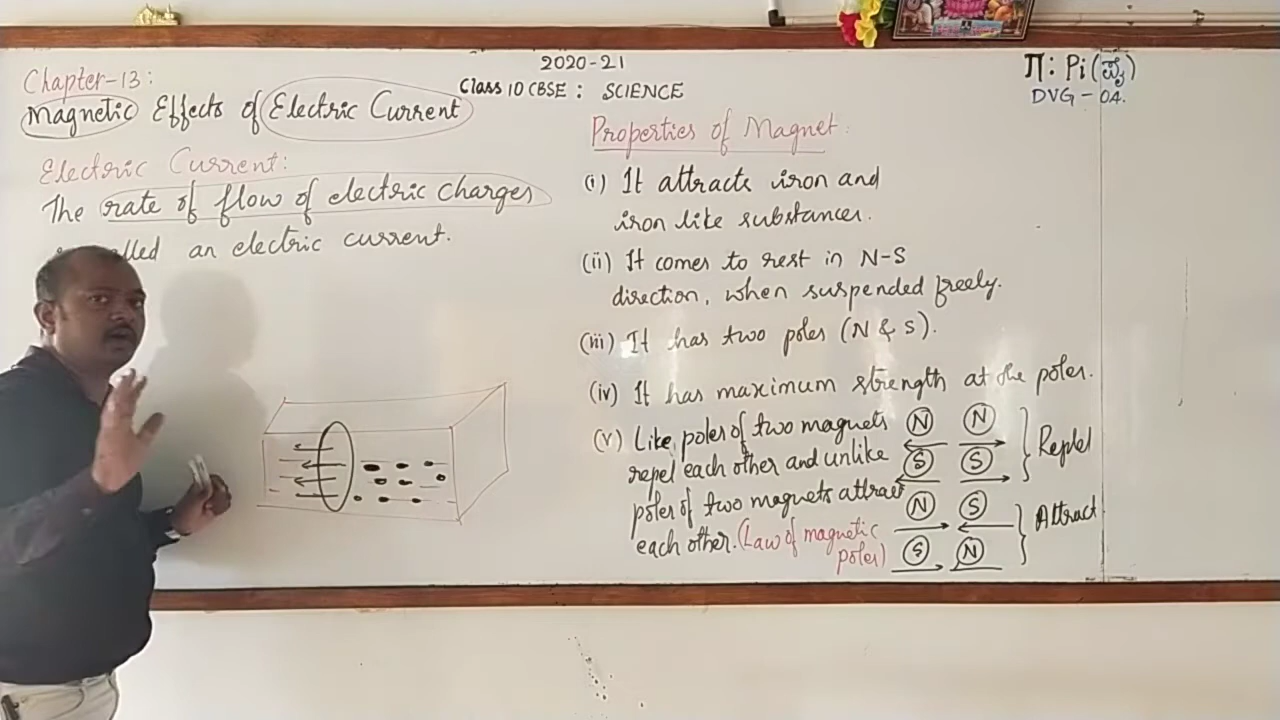 2020-21
Class 10 CBSE : SCIENCE
Π: Pi (ಪೈ)
DVG - 04.
Chapter-13:
Magnetic Effects of Electric Current
Electric Current:
The rate of flow of electric charges
called an electric current.
Properties of Magnet:
(i) It attracts iron and
iron like substances.
(ii) It comes to rest in N-S
direction, when suspended freely.
(iii) It has two poles (N & S).
(iv) It has maximum strength at the poles.
(v) Like poles of two magnets
repel each other and unlike
poles of two magnets attract
each other. (Law of magnetic
poles)
N N
S S
Replel
N S
S N
Attract